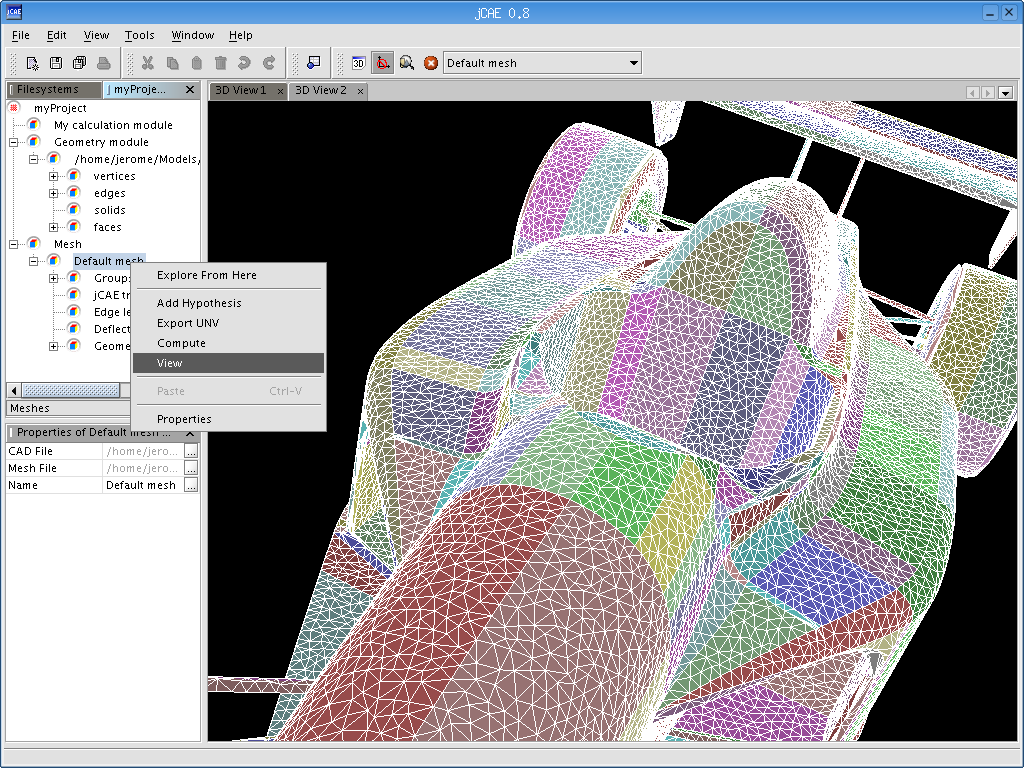 jCAE
jCAE 0.8
File Edit View Tools Window Help
3D
Default mesh
Filesystems
myProje...
3D View 1
3D View 2
myProject
My calculation module
Geometry module
/home/jerome/Models/
vertices
edges
solids
faces
Mesh
Default mesh
Groups
jCAE tr
Edge le
Deflect
Geome
Explore From Here
Add Hypothesis
Export UNV
Compute
View
Paste Ctrl-V
Properties
Meshes
Properties of Default mesh ...
CAD File /home/jero... ...
Mesh File /home/jero... ...
Name Default mesh ...